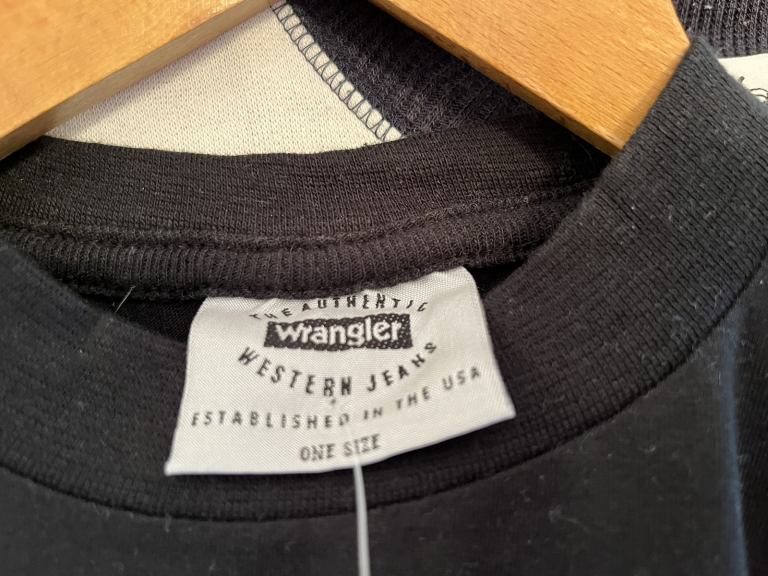 THE AUTHENTIC
Wrangler
WESTERN JEANS
ESTABLISHED IN THE USA
ONE SIZE